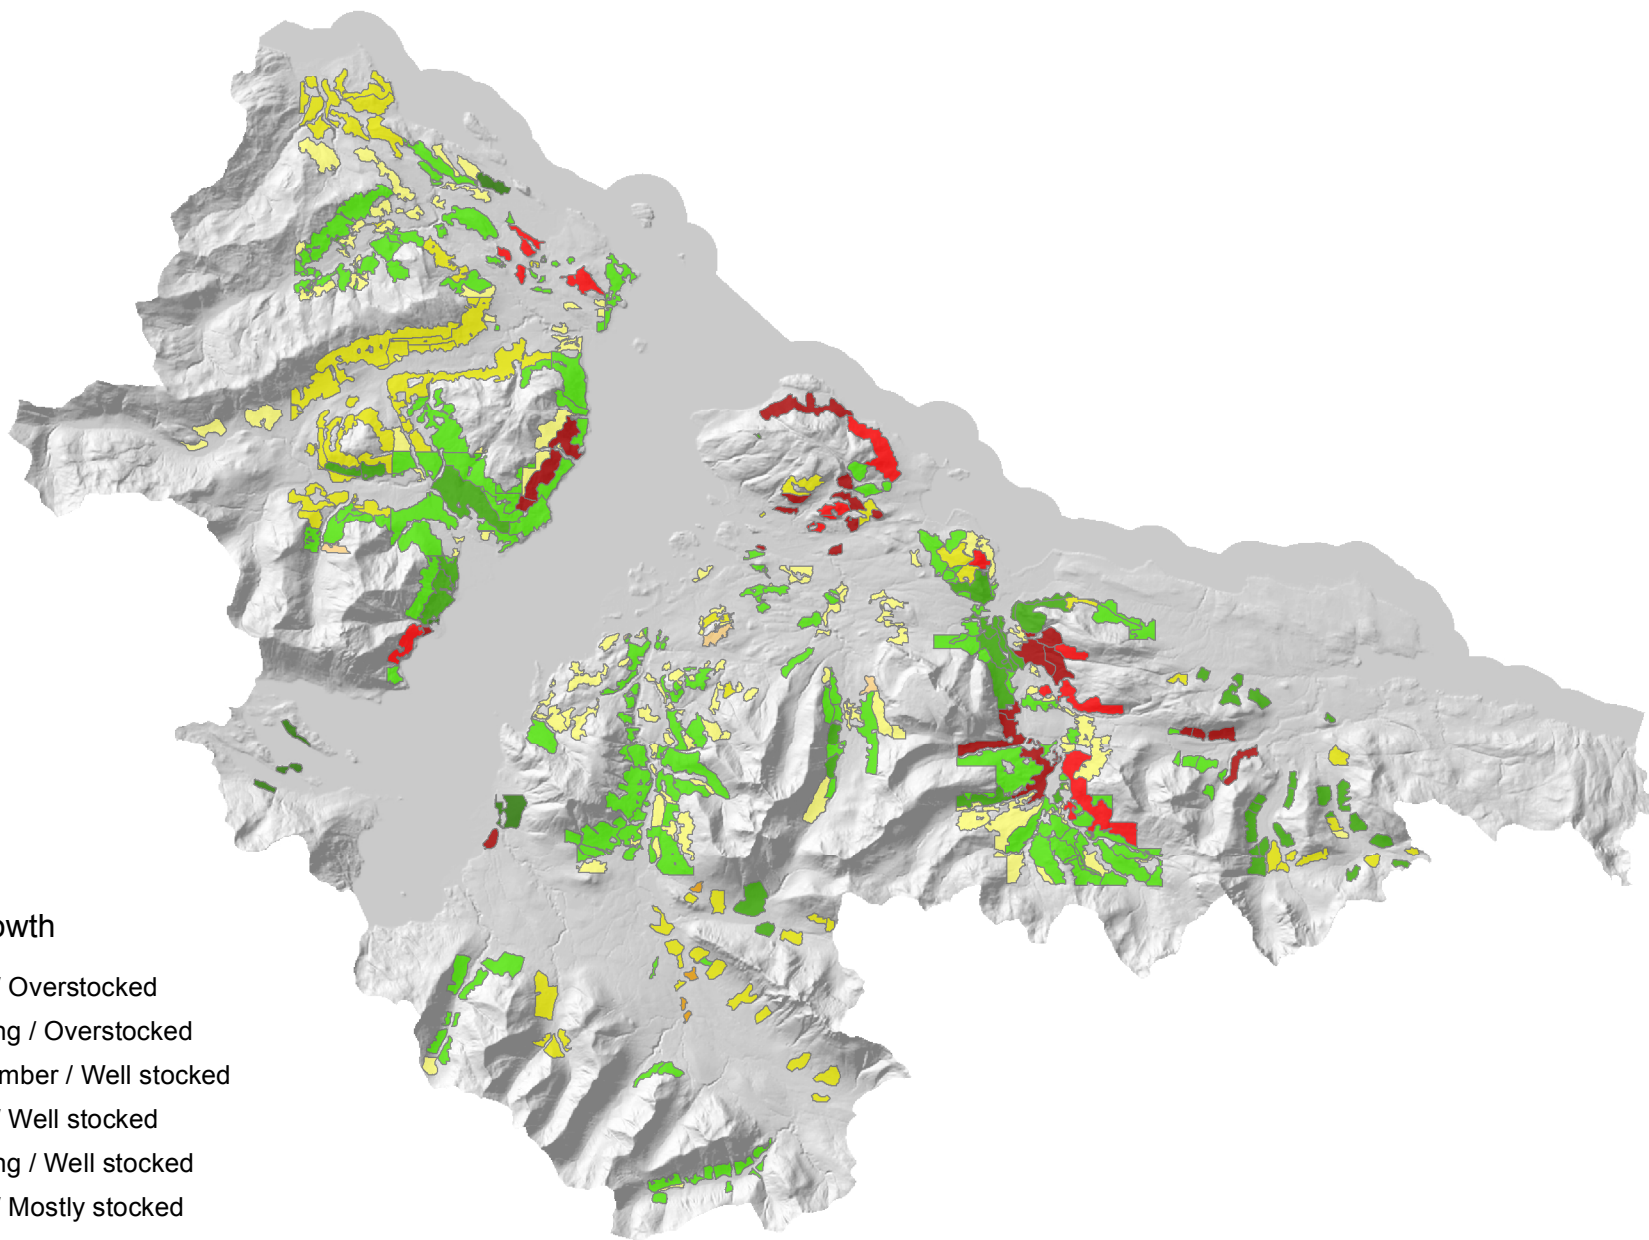 owth
/ Overstocked
ng / Overstocked
mber / Well stocked
/ Well stocked
ng / Well stocked
/ Mostly stocked